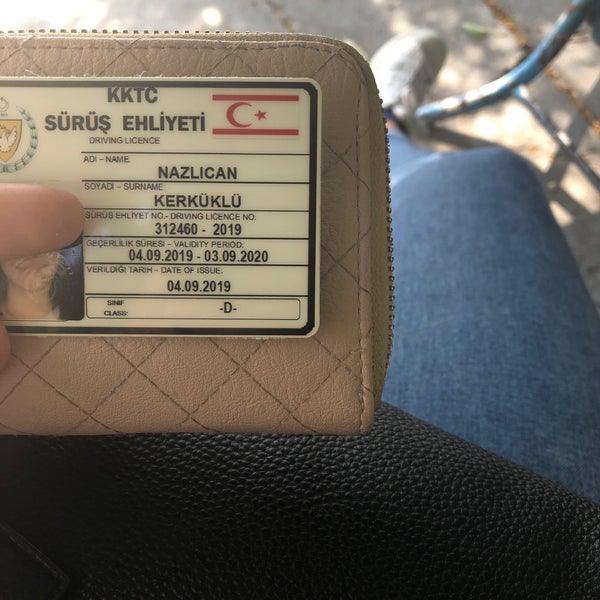 KKTC
SÜRÜŞ EHLİYETİ
DRIVING LICENCE
ADI – NAME
NAZLICAN
SOYADI – SURNAME
KERKÜKLÜ
SÜRÜŞ EHLİYET NO.- DRIVING LICENCE NO:
312460 - 2019
GEÇERLİLİK SÜRESİ – VALIDITY PERIOD:
04.09.2019 - 03.09.2020
VERİLDİĞİ TARİH – DATE OF ISSUE:
04.09.2019
SINIF
CLASS: -D-